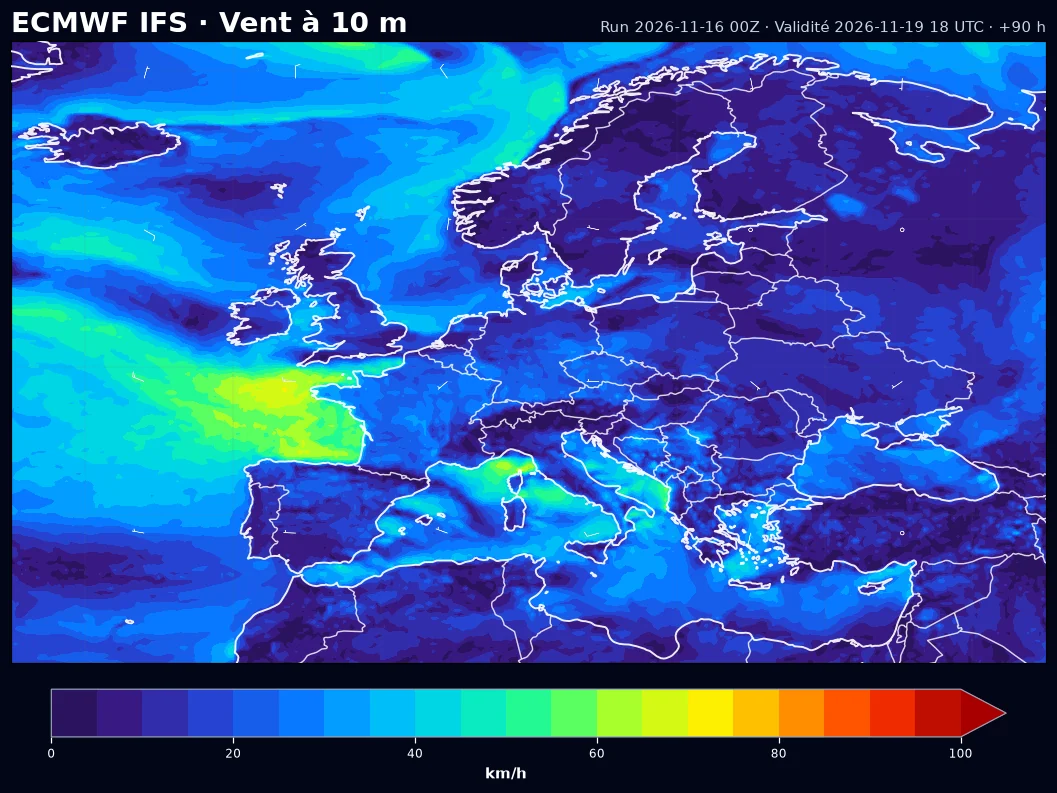 ECMWF IFS · Vent à 10 m
Run 2026-11-16 00Z · Validité 2026-11-19 18 UTC · +90 h
0 20 40 60 80 100
km/h